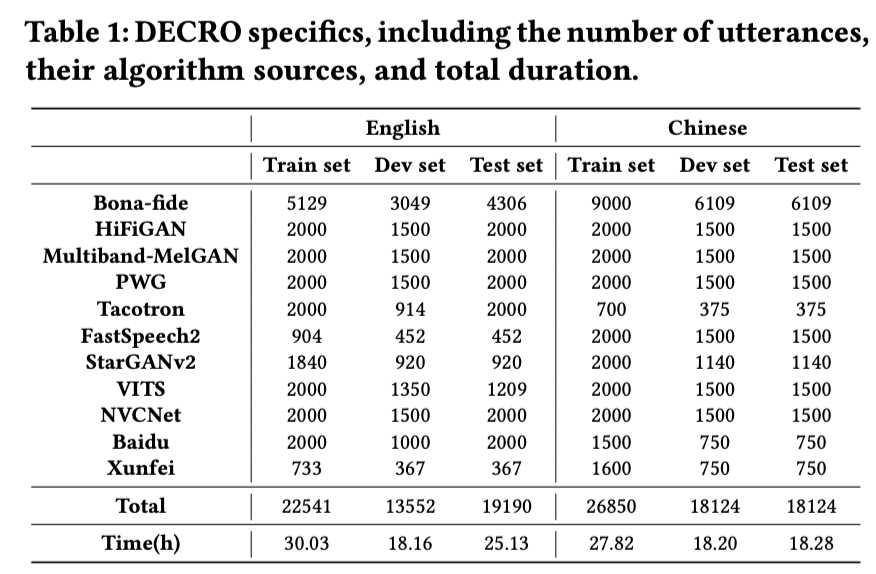 Table 1: DECRO specifics, including the number of utterances,
their algorithm sources, and total duration.
English Chinese
Train set Dev set Test set Train set Dev set Test set
Bona-fide 5129 3049 4306 9000 6109 6109
HiFiGAN 2000 1500 2000 2000 1500 1500
Multiband-MelGAN 2000 1500 2000 2000 1500 1500
PWG 2000 1500 2000 2000 1500 1500
Tacotron 2000 914 2000 700 375 375
FastSpeech2 904 452 452 2000 1500 1500
StarGANv2 1840 920 920 2000 1140 1140
VITS 2000 1350 1209 2000 1500 1500
NVCNet 2000 1500 2000 2000 1500 1500
Baidu 2000 1000 2000 1500 750 750
Xunfei 733 367 367 1600 750 750
Total 22541 13552 19190 26850 18124 18124
Time(h) 30.03 18.16 25.13 27.82 18.20 18.28